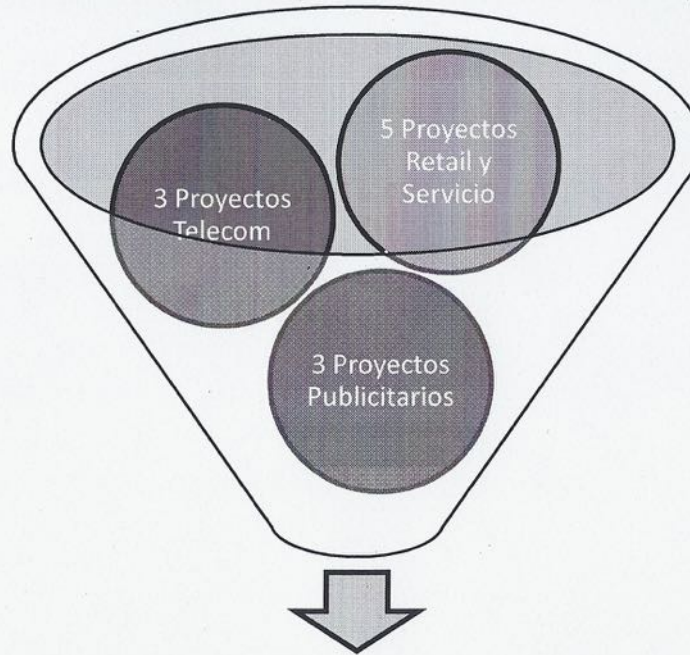 5 Proyectos
Retail y
Servicio
3 Proyectos
Telecom
3 Proyectos
Publicitarios